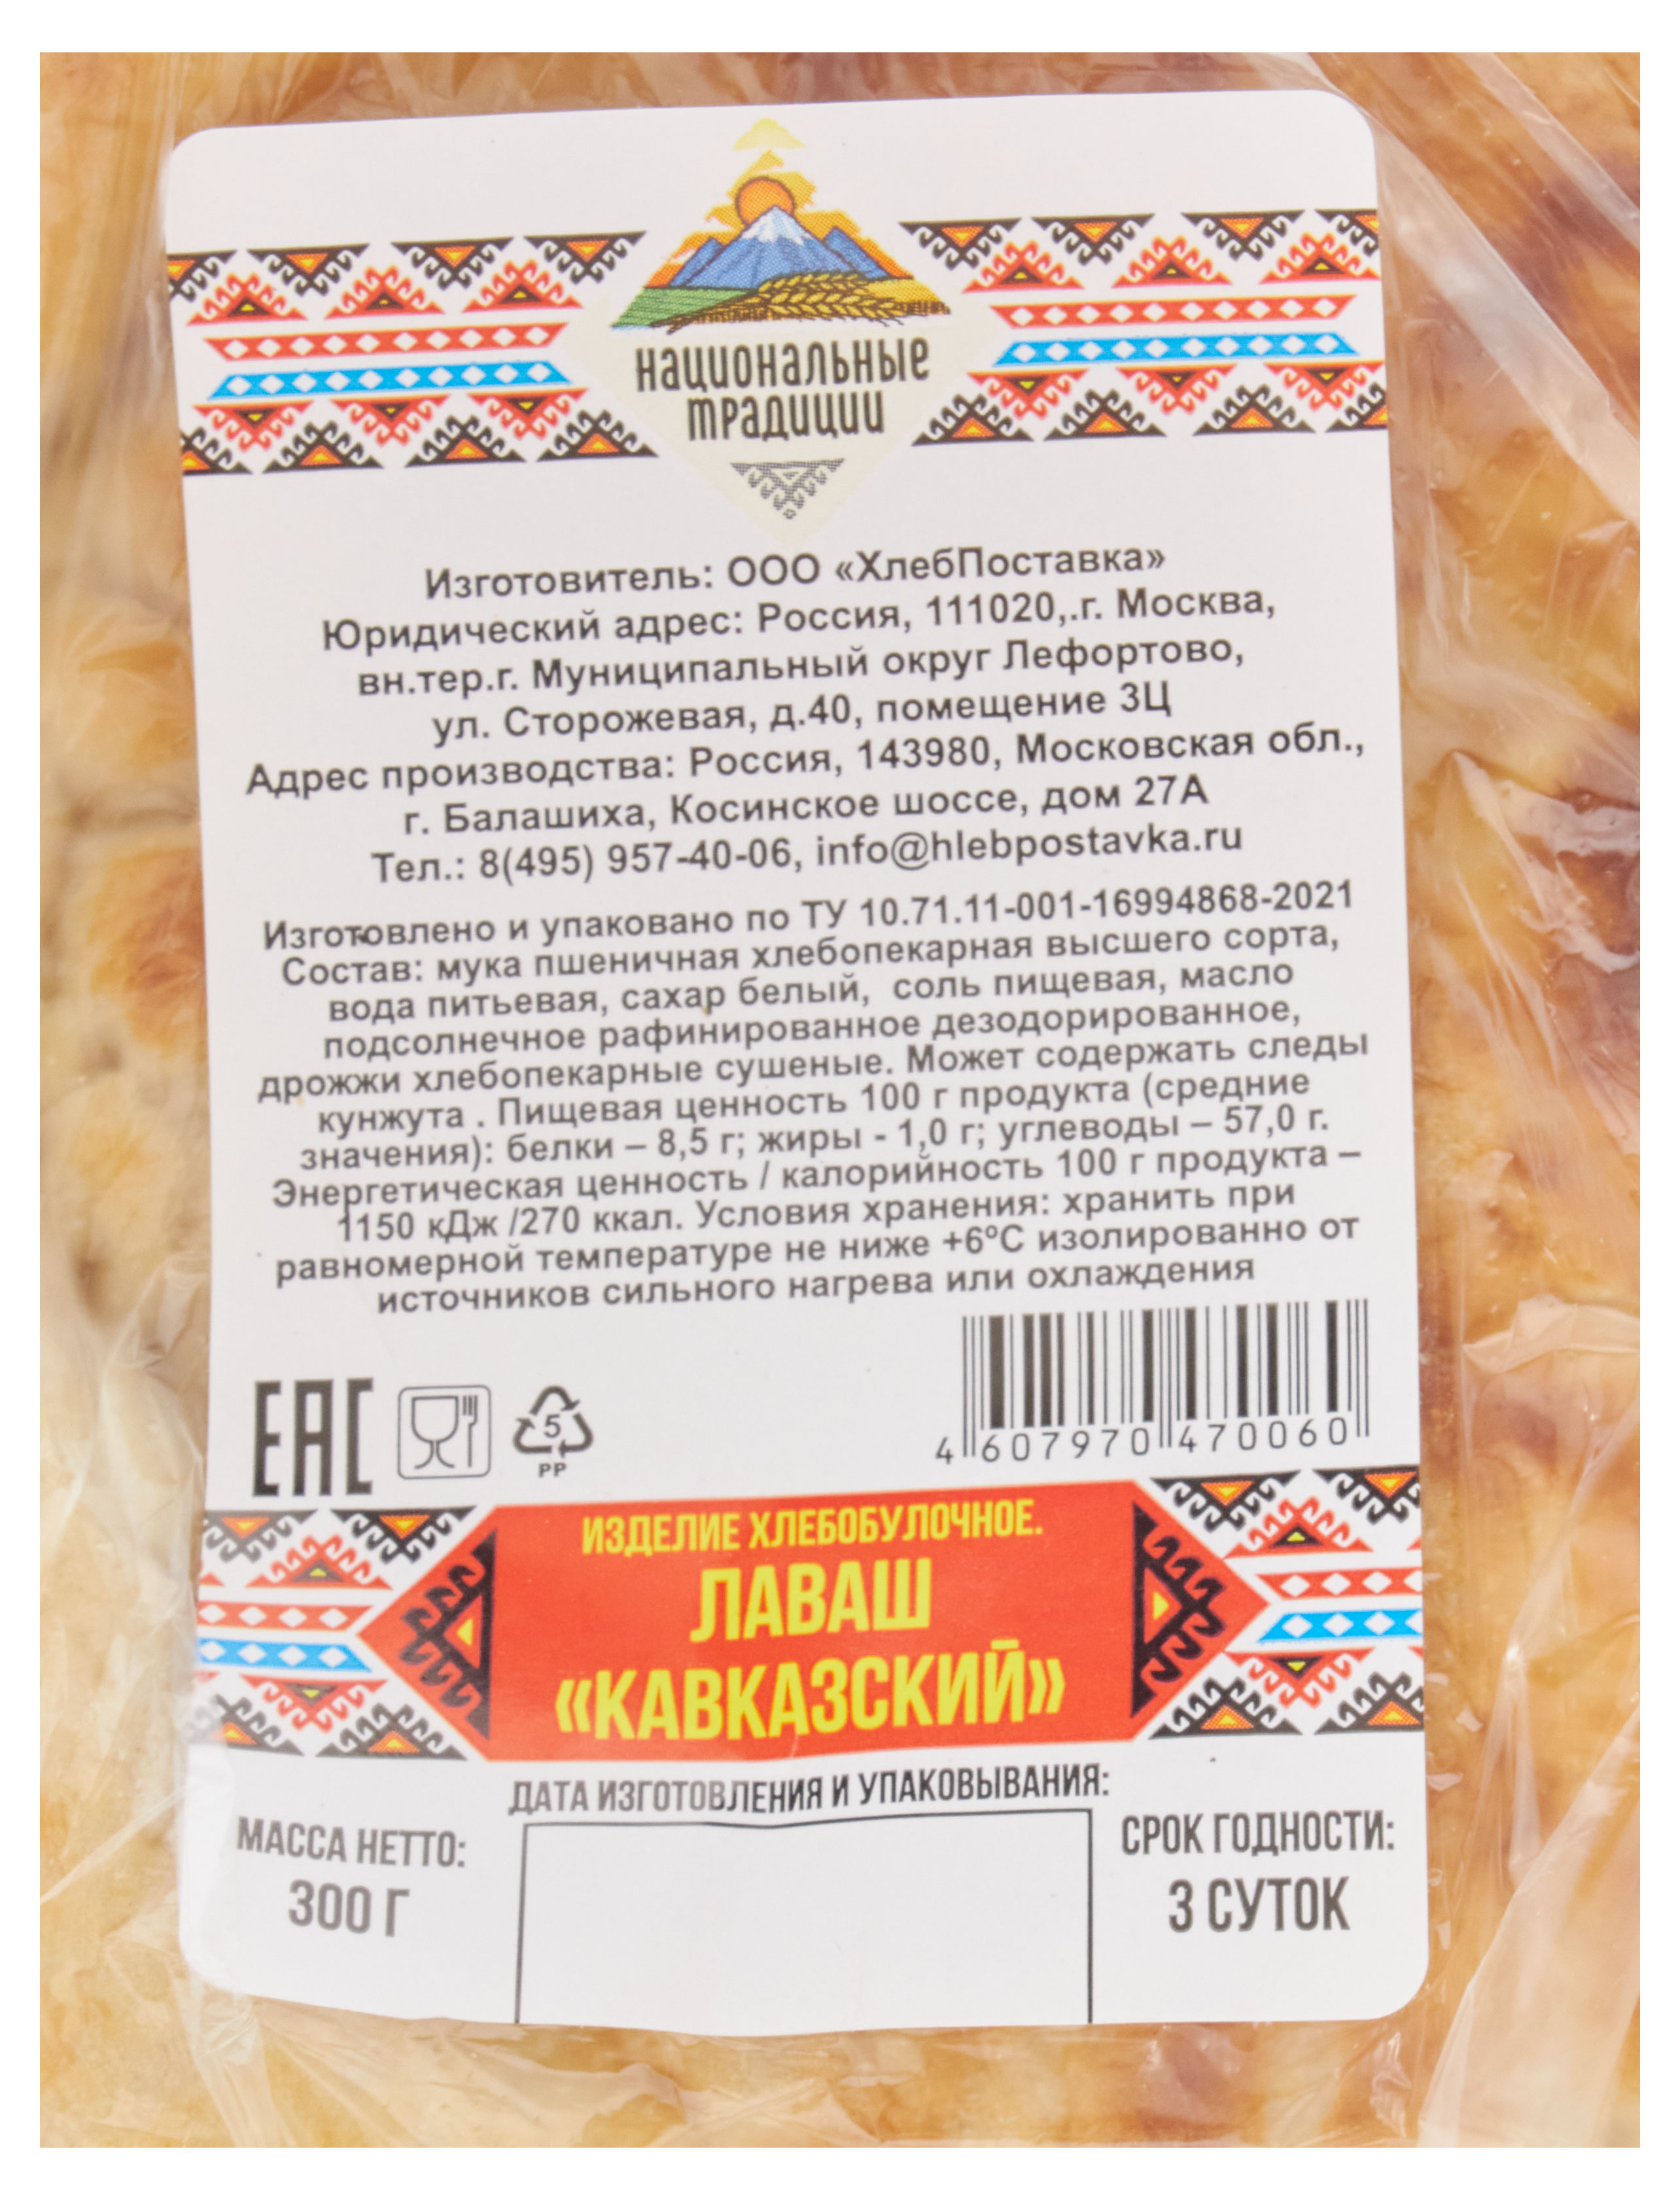 национальные
традиции
Изготовитель: ООО «ХлебПоставка»
Юридический адрес: Россия, 111020,.г. Москва,
вн.тер.г. Муниципальный округ Лефортово,
ул. Сторожевая, д.40, помещение 3Ц
Адрес производства: Россия, 143980, Московская обл.,
г. Балашиха, Косинское шоссе, дом 27А
Тел.: 8(495) 957-40-06, info@hlebpostavka.ru
Изготовлено и упаковано по ТУ 10.71.11-001-16994868-2021
Состав: мука пшеничная хлебопекарная высшего сорта,
вода питьевая, сахар белый, соль пищевая, масло
подсолнечное рафинированное дезодорированное,
дрожжи хлебопекарные сушеные. Может содержать следы
кунжута . Пищевая ценность 100 г продукта (средние
значения): белки – 8,5 г; жиры - 1,0 г; углеводы – 57,0 г.
Энергетическая ценность / калорийность 100 г продукта –
1150 кДж /270 ккал. Условия хранения: хранить при
равномерной температуре не ниже +6ºС изолированно от
источников сильного нагрева или охлаждения
EAC
5
PP
4 607970 470060
ИЗДЕЛИЕ ХЛЕБОБУЛОЧНОЕ.
ЛАВАШ
«КАВКАЗСКИЙ»
ДАТА ИЗГОТОВЛЕНИЯ И УПАКОВЫВАНИЯ:
МАССА НЕТТО:
300 Г
СРОК ГОДНОСТИ:
3 СУТОК